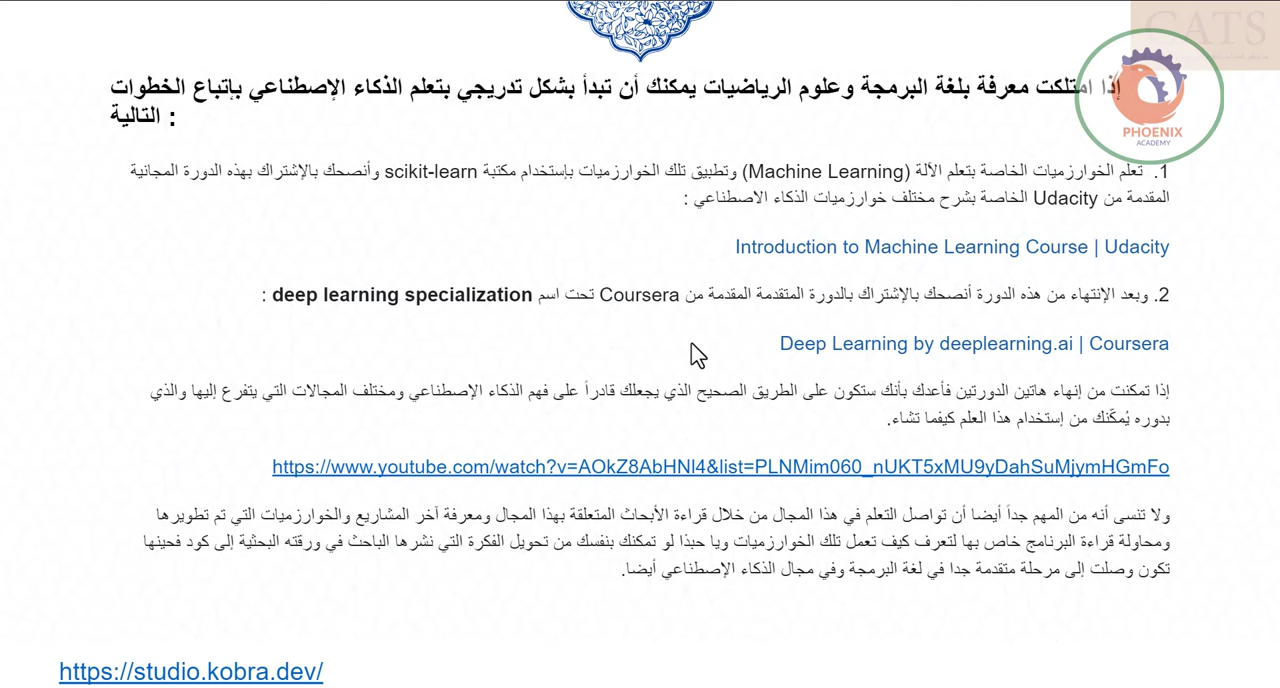 CATS
PHOENIX
ACADEMY
إذا امتلكت معرفة بلغة البرمجة وعلوم الرياضيات يمكنك أن تبدأ بشكل تدريجي بتعلم الذكاء الإصطناعي بإتباع الخطوات
التالية :
1. تعلم الخوارزميات الخاصة بتعلم الآلة (Machine Learning) وتطبيق تلك الخوارزميات بإستخدام مكتبة scikit-learn وأنصحك بالإشتراك بهذه الدورة المجانية
المقدمة من Udacity الخاصة بشرح مختلف خوارزميات الذكاء الاصطناعي :
Introduction to Machine Learning Course | Udacity
2. وبعد الإنتهاء من هذه الدورة أنصحك بالإشتراك بالدورة المتقدمة المقدمة من Coursera تحت اسم deep learning specialization :
Deep Learning by deeplearning.ai | Coursera
إذا تمكنت من إنهاء هاتين الدورتين فأعدك بأنك ستكون على الطريق الصحيح الذي يجعلك قادراً على فهم الذكاء الإصطناعي ومختلف المجالات التي يتفرع إليها والذي
بدوره يُمكّنك من إستخدام هذا العلم كيفما تشاء.
https://www.youtube.com/watch?v=AOkZ8AbHNl4&list=PLNMim060_nUKT5xMU9yDahSuMjymHGmFo
ولا تنسى أنه من المهم جداً أيضا أن تواصل التعلم في هذا المجال من خلال قراءة الأبحاث المتعلقة بهذا المجال ومعرفة آخر المشاريع والخوارزميات التي تم تطويرها
ومحاولة قراءة البرنامج خاص بها لتعرف كيف تعمل تلك الخوارزميات ويا حبذا لو تمكنك بنفسك من تحويل الفكرة التي نشرها الباحث في ورقته البحثية إلى كود فحينها
تكون وصلت إلى مرحلة متقدمة جدا في لغة البرمجة وفي مجال الذكاء الإصطناعي أيضا.
https://studio.kobra.dev/